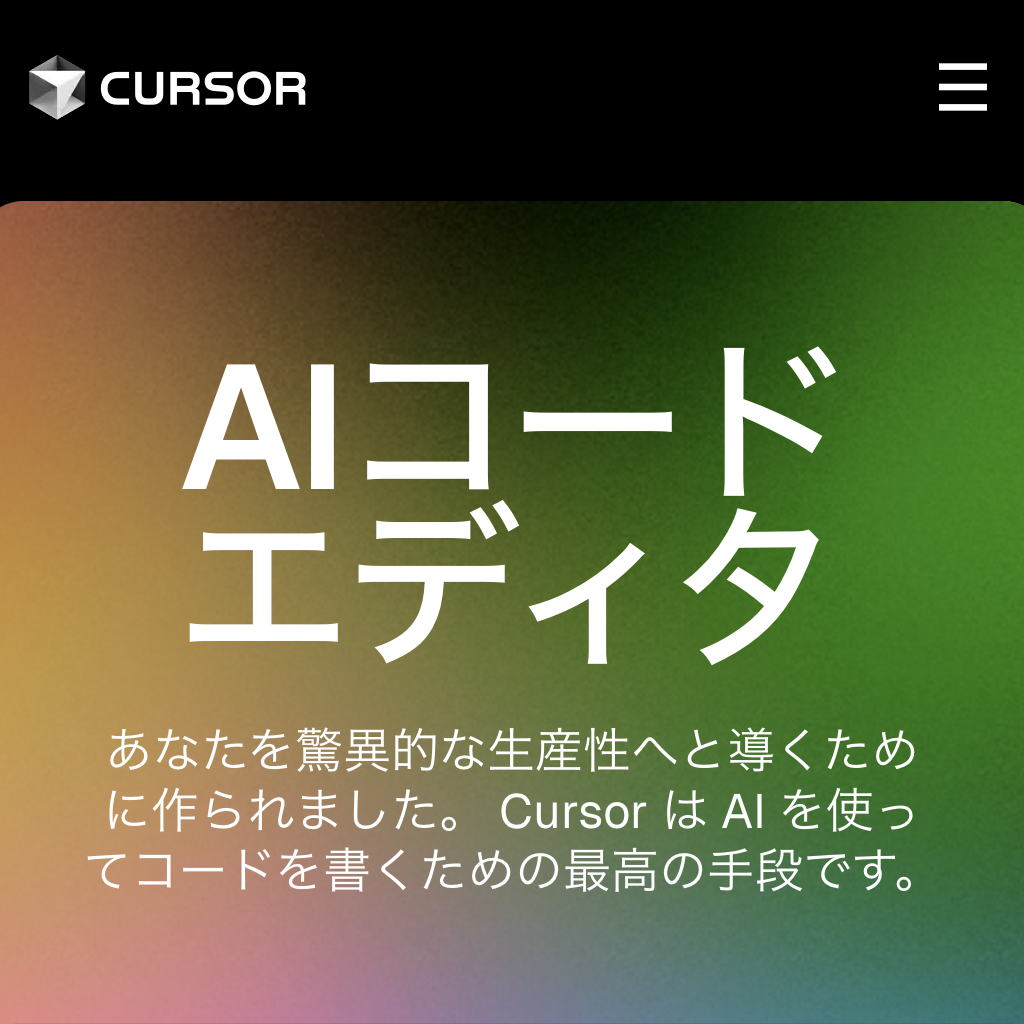 CURSOR
AIコード
エディタ
あなたを驚異的な生産性へと導くため
に作られました。 Cursor は AI を使っ
てコードを書くための最高の手段です。